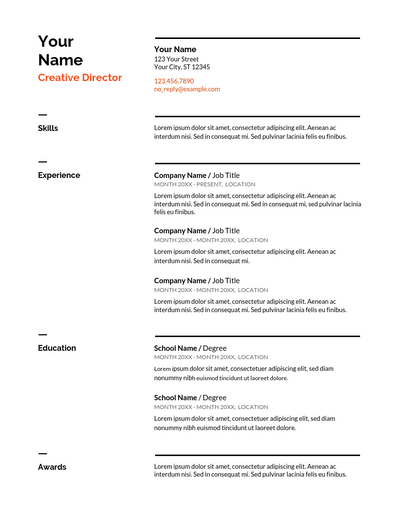 Your
Name
Creative Director
Your Name
123 Your Street
Your City, ST 12345
123.456.7890
no_reply@example.com
Skills
Lorem ipsum dolor sit amet, consectetur adipiscing elit. Aenean ac
interdum nisi. Sed in consequat mi. Sed pulvinar lacinia felis eu finibus.
Experience
Company Name / Job Title
MONTH 20XX - PRESENT, LOCATION
Lorem ipsum dolor sit amet, consectetur adipiscing elit. Aenean ac
interdum nisi. Sed in consequat mi. Sed in consequat mi, sed pulvinar lacinia
felis eu finibus.
Company Name / Job Title
MONTH 20XX - MONTH 20XX, LOCATION
Lorem ipsum dolor sit amet, consectetur adipiscing elit. Aenean ac
interdum nisi. Sed in consequat mi.
Company Name / Job Title
MONTH 20XX - MONTH 20XX, LOCATION
Lorem ipsum dolor sit amet, consectetur adipiscing elit. Aenean ac
interdum nisi. Sed in consequat mi. Sed pulvinar lacinia felis eu finibus.
Education
School Name / Degree
MONTH 20XX - MONTH 20XX, LOCATION
Lorem ipsum dolor sit amet, consectetuer adipiscing elit, sed diam
nonummy nibh euismod tincidunt ut laoreet dolore.
School Name / Degree
MONTH 20XX - MONTH 20XX, LOCATION
Lorem ipsum dolor sit amet, consectetuer adipiscing elit, sed diam
nonummy nibh euismod tincidunt ut laoreet dolore.
Awards
Lorem ipsum dolor sit amet, consectetur adipiscing elit. Aenean ac
interdum nisi. Sed in consequat mi. Sed pulvinar lacinia felis eu finibus.